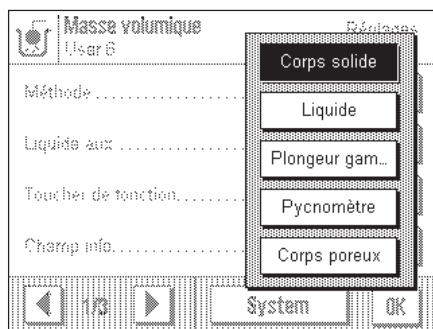 Masse volumique
User 6
Réglages
Méthode
Liquide aux
Toucher de fonction
Champ info
Corps solide
Liquide
Plongeur gam...
Pycnomètre
Corps poreux
1/3
System
OK